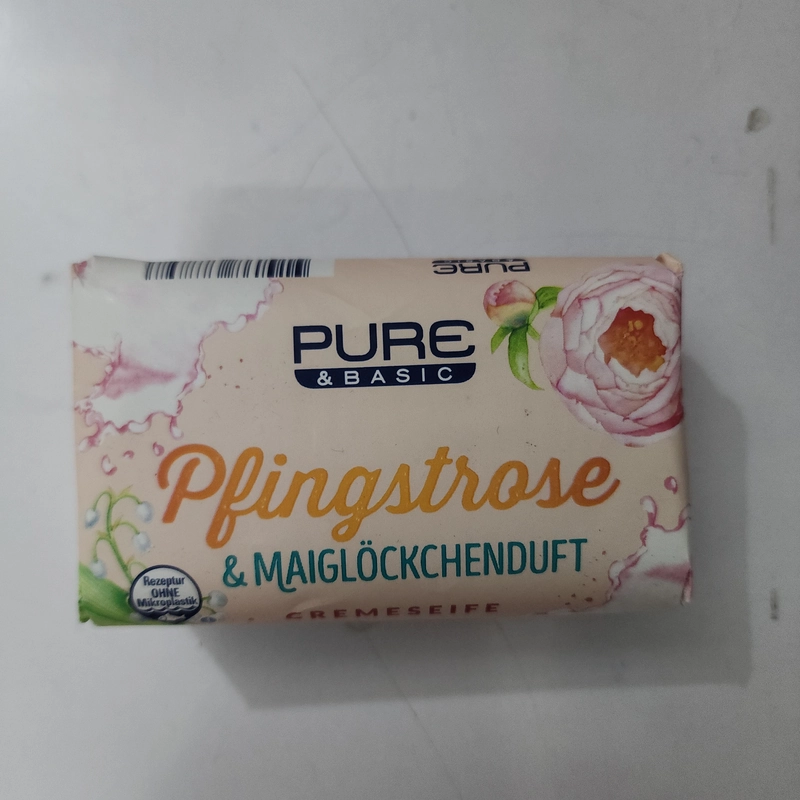 PURE
PURE
& BASIC
Pfingstrose
& MAIGLÖCKCHENDUFT
Rezeptur
OHNE
Mikroplastik
CREMESEIFE